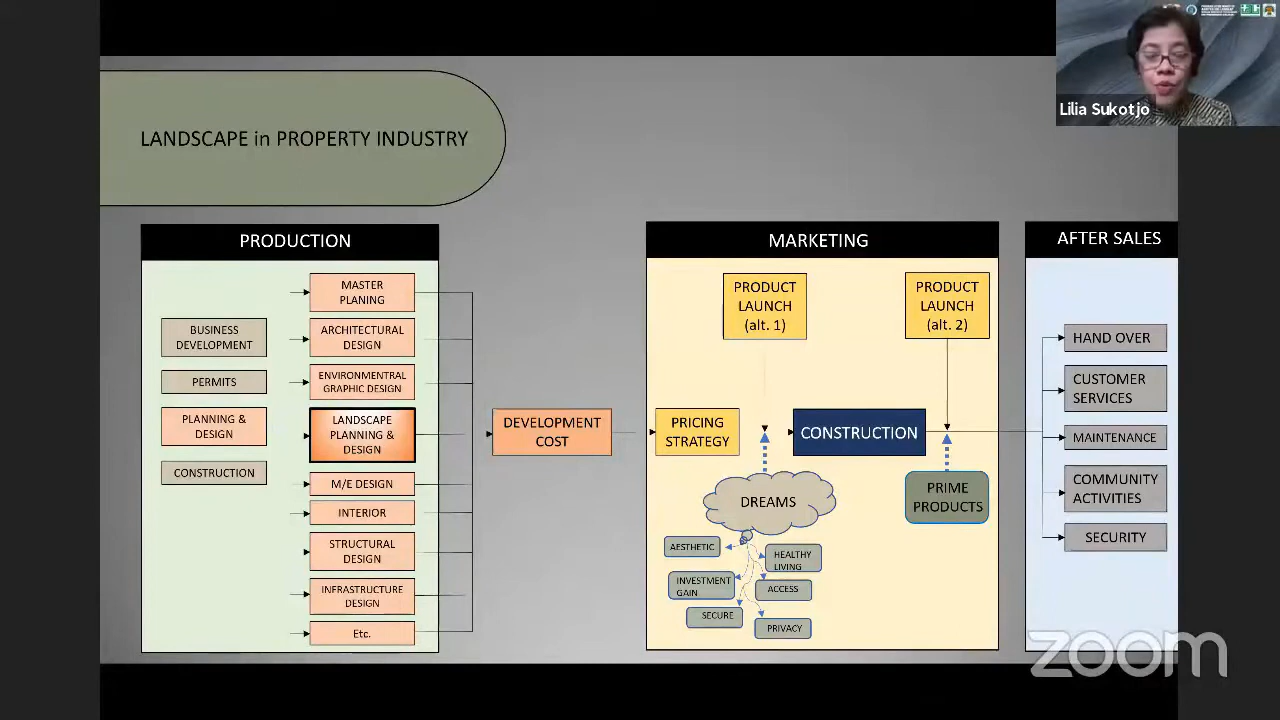 Lilia Sukotjo
LANDSCAPE in PROPERTY INDUSTRY
PRODUCTION
BUSINESS
DEVELOPMENT
PERMITS
PLANNING &
DESIGN
CONSTRUCTION
MASTER
PLANING
ARCHITECTURAL
DESIGN
ENVIRONMENTRAL
GRAPHIC DESIGN
LANDSCAPE
PLANNING &
DESIGN
M/E DESIGN
INTERIOR
STRUCTURAL
DESIGN
INFRASTRUCTURE
DESIGN
Etc.
DEVELOPMENT
COST
MARKETING
PRODUCT
LAUNCH
(alt. 1)
PRODUCT
LAUNCH
(alt. 2)
PRICING
STRATEGY
CONSTRUCTION
DREAMS
PRIME
PRODUCTS
AESTHETIC
HEALTHY
LIVING
INVESTMENT
GAIN
ACCESS
SECURE
PRIVACY
AFTER SALES
HAND OVER
CUSTOMER
SERVICES
MAINTENANCE
COMMUNITY
ACTIVITIES
SECURITY
zoom